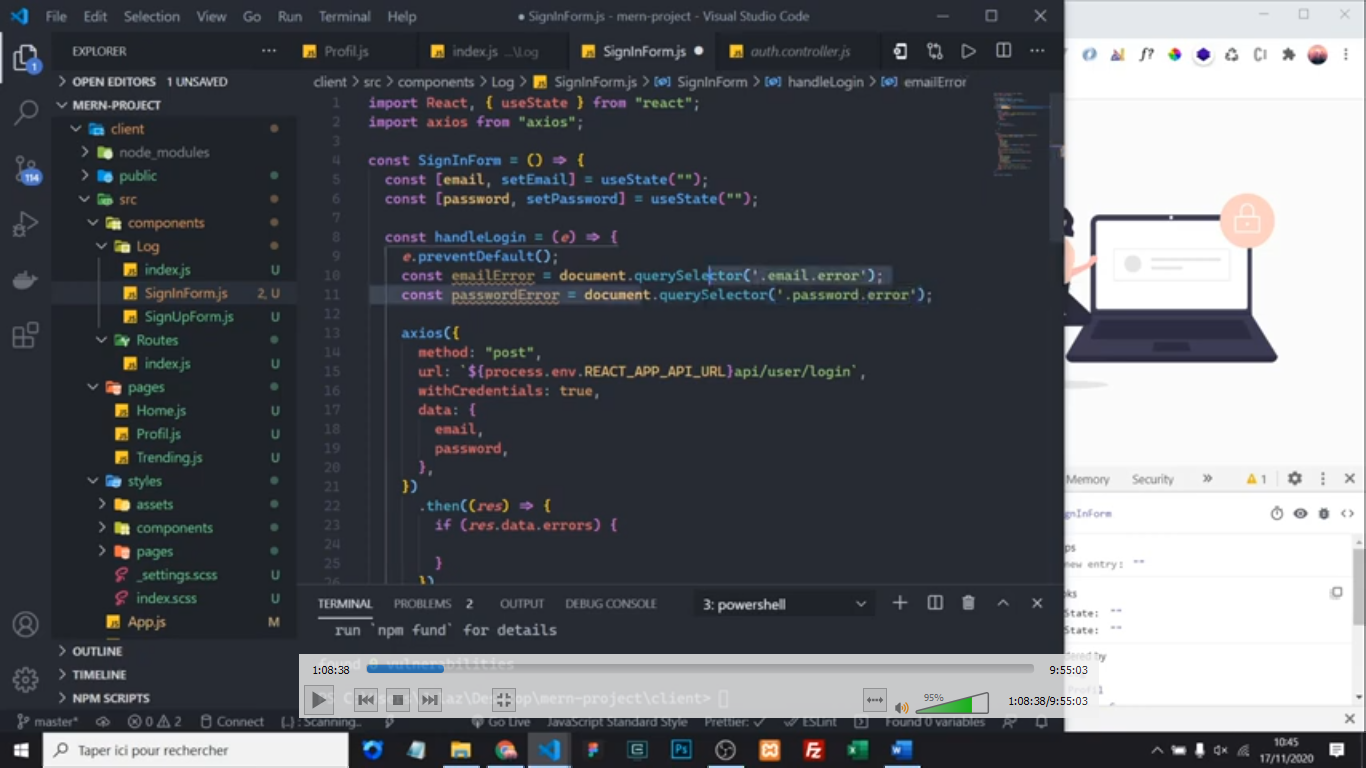 File Edit Selection View Go Run Terminal Help
● SignInForm.js - mern-project - Visual Studio Code
EXPLORER
Profil.js
index.js ...\Log
SignInForm.js
auth.controller.js
OPEN EDITORS 1 UNSAVED
MERN-PROJECT
client
node_modules
public
src
components
Log
index.js U
SignInForm.js 2, U
SignUpForm.js U
Routes
index.js U
pages
Home.js U
Profil.js U
Trending.js U
styles
assets
components
pages
_settings.scss U
index.scss U
App.js M
OUTLINE
TIMELINE
NPM SCRIPTS
1
114
client > src > components > Log > SignInForm.js > SignInForm > handleLogin > emailError
1 import React, { useState } from "react";
2 import axios from "axios";
3
4 const SignInForm = () => {
5 const [email, setEmail] = useState("");
6 const [password, setPassword] = useState("");
7
8 const handleLogin = (e) => {
9 e.preventDefault();
10 const emailError = document.querySelector('.email.error');
11 const passwordError = document.querySelector('.password.error');
12
13 axios({
14 method: "post",
15 url: `${process.env.REACT_APP_API_URL}api/user/login`,
16 withCredentials: true,
17 data: {
18 email,
19 password,
20 },
21 })
22 .then((res) => {
23 if (res.data.errors) {
24
25 }
26 })
TERMINAL PROBLEMS 2 OUTPUT DEBUG CONSOLE 3: powershell
run `npm fund` for details
found 0 vulnerabilities
\Desktop\mern-project\client>
1:08:38 9:55:03
95%
1:08:38/9:55:03
master* 0 2 Connect Scanning.. Go Live JavaScript Standard Style Prettier: ✓ ESLint Found 0 variables
f?
Memory Security » 1
gnInForm
ps
new entry: ""
oks
State: ""
State: ""
dered by
Profil
Taper ici pour rechercher
10:45
17/11/2020